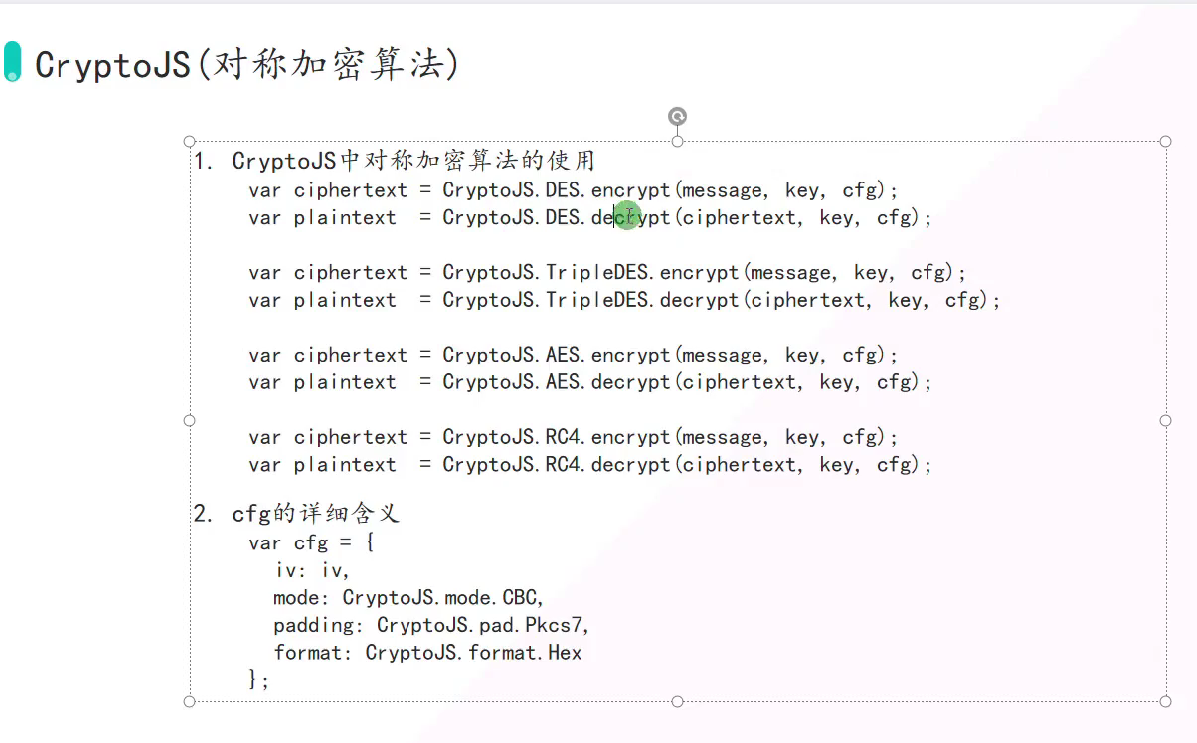 CryptoJS(对称加密算法)
1. CryptoJS中对称加密算法的使用
var ciphertext = CryptoJS.DES.encrypt(message, key, cfg);
var plaintext  = CryptoJS.DES.decrypt(ciphertext, key, cfg);
var ciphertext = CryptoJS.TripleDES.encrypt(message, key, cfg);
var plaintext  = CryptoJS.TripleDES.decrypt(ciphertext, key, cfg);
var ciphertext = CryptoJS.AES.encrypt(message, key, cfg);
var plaintext  = CryptoJS.AES.decrypt(ciphertext, key, cfg);
var ciphertext = CryptoJS.RC4.encrypt(message, key, cfg);
var plaintext  = CryptoJS.RC4.decrypt(ciphertext, key, cfg);
2. cfg的详细含义
var cfg = {
iv: iv,
mode: CryptoJS.mode.CBC,
padding: CryptoJS.pad.Pkcs7,
format: CryptoJS.format.Hex
};